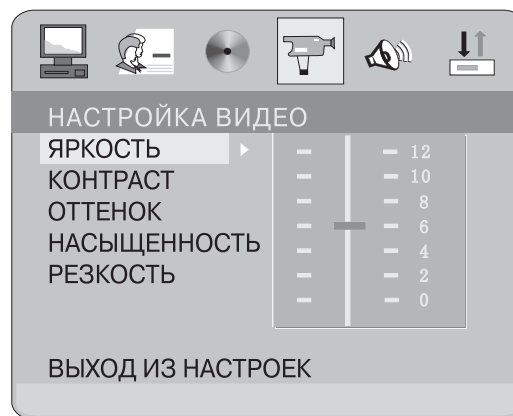 НАСТРОЙКА ВИДЕО
ЯРКОСТЬ
КОНТРАСТ
ОТТЕНОК
НАСЫЩЕННОСТЬ
РЕЗКОСТЬ
12
10
8
6
4
2
0
ВЫХОД ИЗ НАСТРОЕК